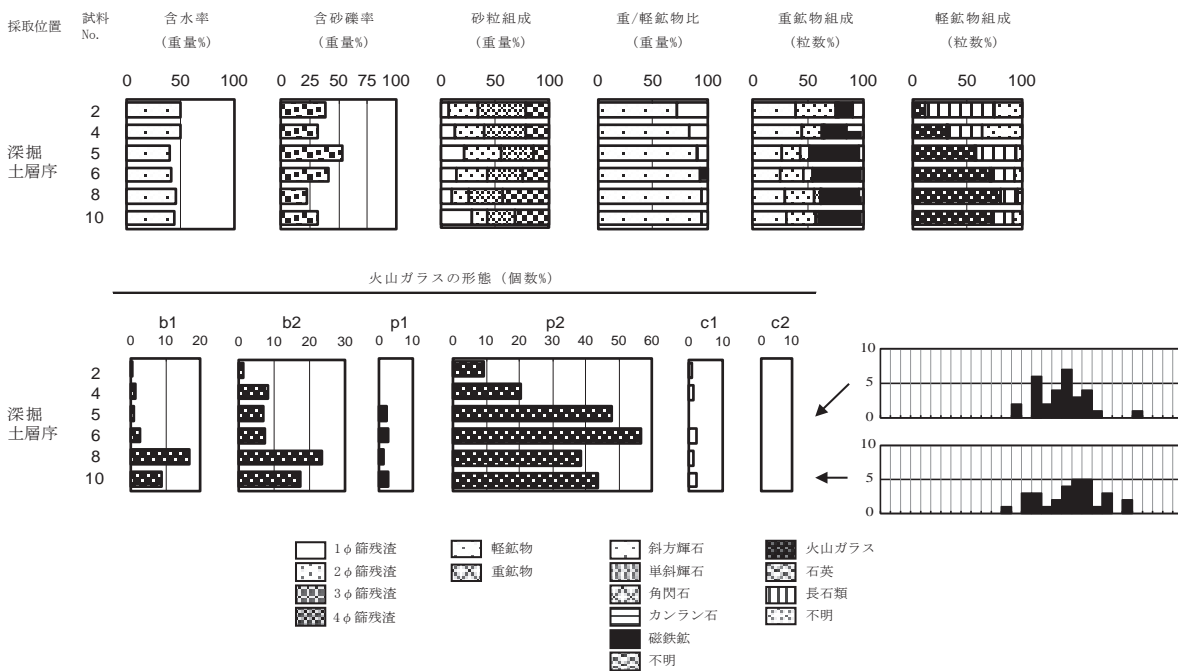 採取位置 試料 No. 含水率 (重量%) 含砂礫率 (重量%) 砂粒組成 (重量%) 重/軽鉱物比 (重量%) 重鉱物組成 (粒数%) 軽鉱物組成 (粒数%)
0 50 100 0 25 50 75 100 0 50 100 0 50 100 0 50 100 0 50 100
深掘
土層序
2
4
5
6
8
10
火山ガラスの形態 (個数%)
b1 b2 p1 p2 c1 c2
0 10 20 0 10 20 30 0 10 0 10 20 30 40 50 60 0 10 0 10
深掘
土層序
2
4
5
6
8
10
10
5
0
10
5
0
1φ篩残渣
2φ篩残渣
3φ篩残渣
4φ篩残渣
軽鉱物
重鉱物
斜方輝石
単斜輝石
角閃石
カンラン石
磁鉄鉱
不明
火山ガラス
石英
長石類
不明